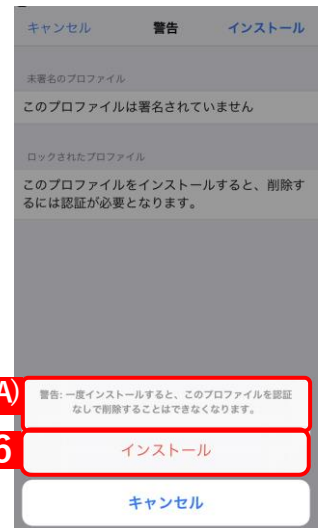 キャンセル 警告 インストール
未署名のプロファイル
このプロファイルは署名されていません
ロックされたプロファイル
このプロファイルをインストールすると、削除す
るには認証が必要となります。
A)
警告: 一度インストールすると、このプロファイルを認証
なしで削除することはできなくなります。
6
インストール
キャンセル